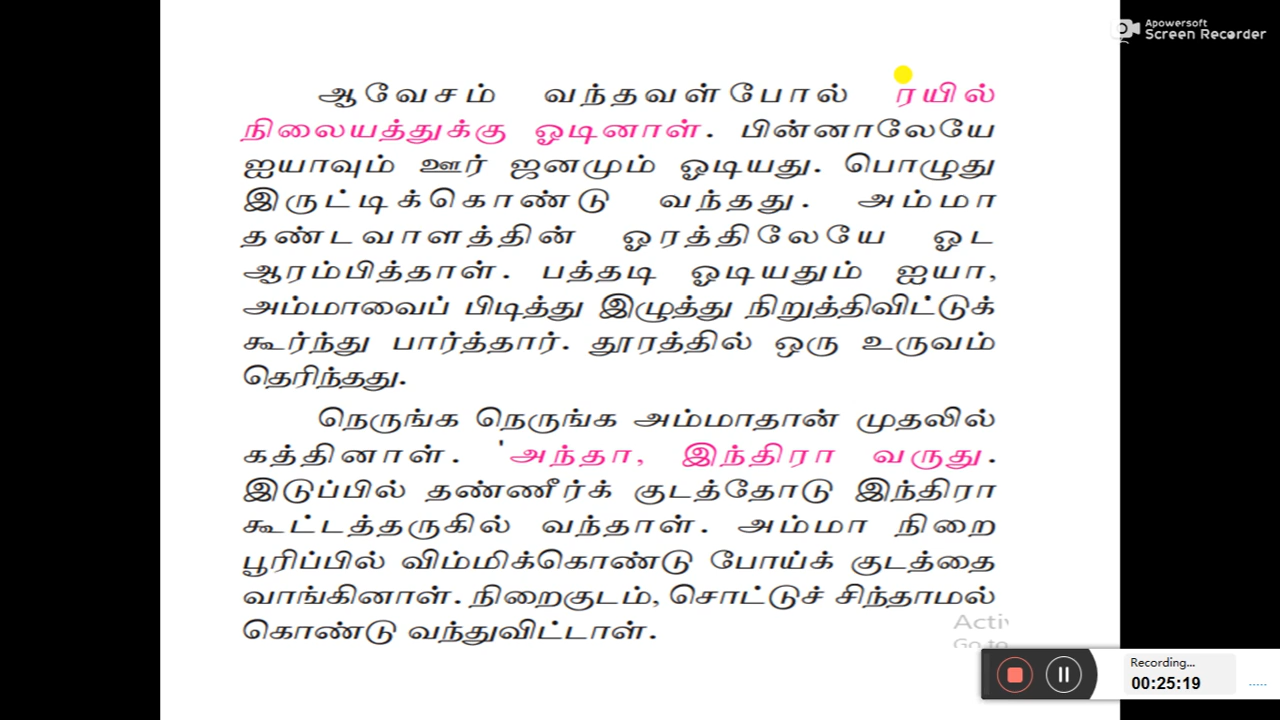 Apowersoft
Screen Recorder
ஆவேசம் வந்தவள்போல் ரயில்
நிலையத்துக்கு ஓடினாள். பின்னாலேயே
ஐயாவும் ஊர் ஜனமும் ஓடியது. பொழுது
இருட்டிக்கொண்டு வந்தது. அம்மா
தண்டவாளத்தின் ஓரத்திலேயே ஓட
ஆரம்பித்தாள். பத்தடி ஓடியதும் ஐயா,
அம்மாவைப் பிடித்து இழுத்து நிறுத்திவிட்டுக்
கூர்ந்து பார்த்தார். தூரத்தில் ஒரு உருவம்
தெரிந்தது.
நெருங்க நெருங்க அம்மாதான் முதலில்
கத்தினாள். 'அந்தா, இந்திரா வருது.
இடுப்பில் தண்ணீர்க் குடத்தோடு இந்திரா
கூட்டத்தருகில் வந்தாள். அம்மா நிறை
பூரிப்பில் விம்மிக்கொண்டு போய்க் குடத்தை
வாங்கினாள். நிறைகுடம், சொட்டுச் சிந்தாமல்
கொண்டு வந்துவிட்டாள்.
Acti
Go to
Recording...
00:25:19